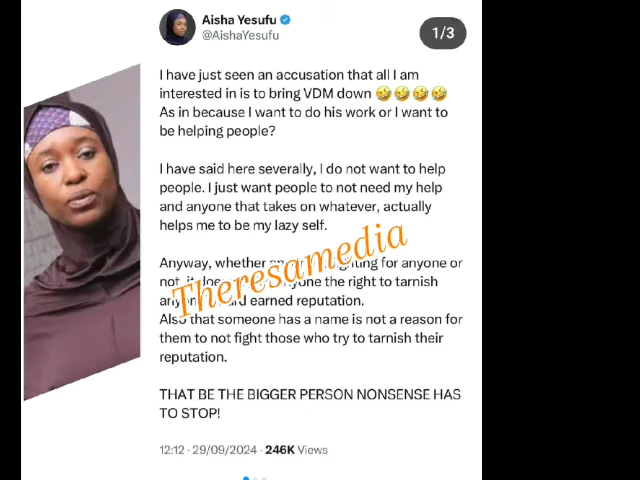 Aisha Yesufu
@AishaYesufu
1/3
I have just seen an accusation that all I am
interested in is to bring VDM down 🤣🤣🤣🤣
As in because I want to do his work or I want to
be helping people?
I have said here severally, I do not want to help
people. I just want people to not need my help
and anyone that takes on whatever, actually
helps me to be my lazy self.
Anyway, whether fighting for anyone or
not, it the right to tarnish
earned reputation.
Also that someone has a name is not a reason for
them to not fight those who try to tarnish their
reputation.
THAT BE THE BIGGER PERSON NONSENSE HAS
TO STOP!
12:12 · 29/09/2024 · 246K Views
Theresamedia